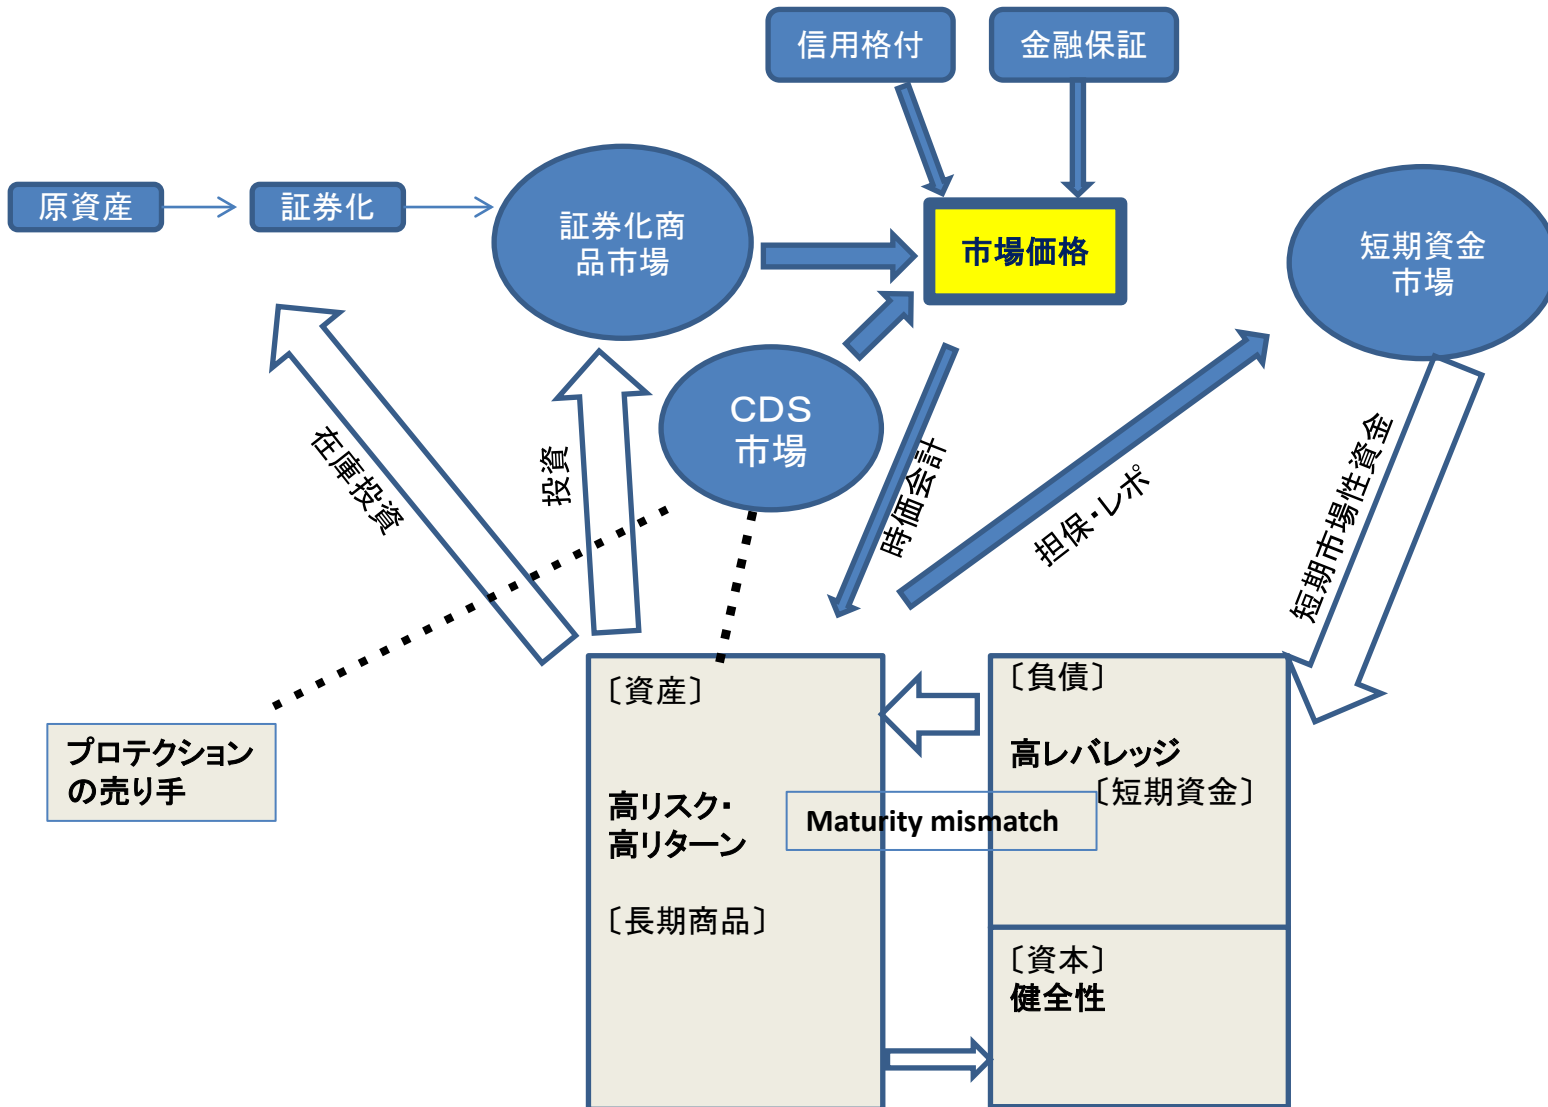 信用格付
金融保証
原資産
証券化
証券化商
品市場
市場価格
短期資金
市場
CDS
市場
在庫投資
投資
時価会計
担保・レポ
短期市場性資金
プロテクション
の売り手
〔資産〕
高リスク・
高リターン
〔長期商品〕
Maturity mismatch
〔負債〕
高レバレッジ
〔短期資金〕
〔資本〕
健全性